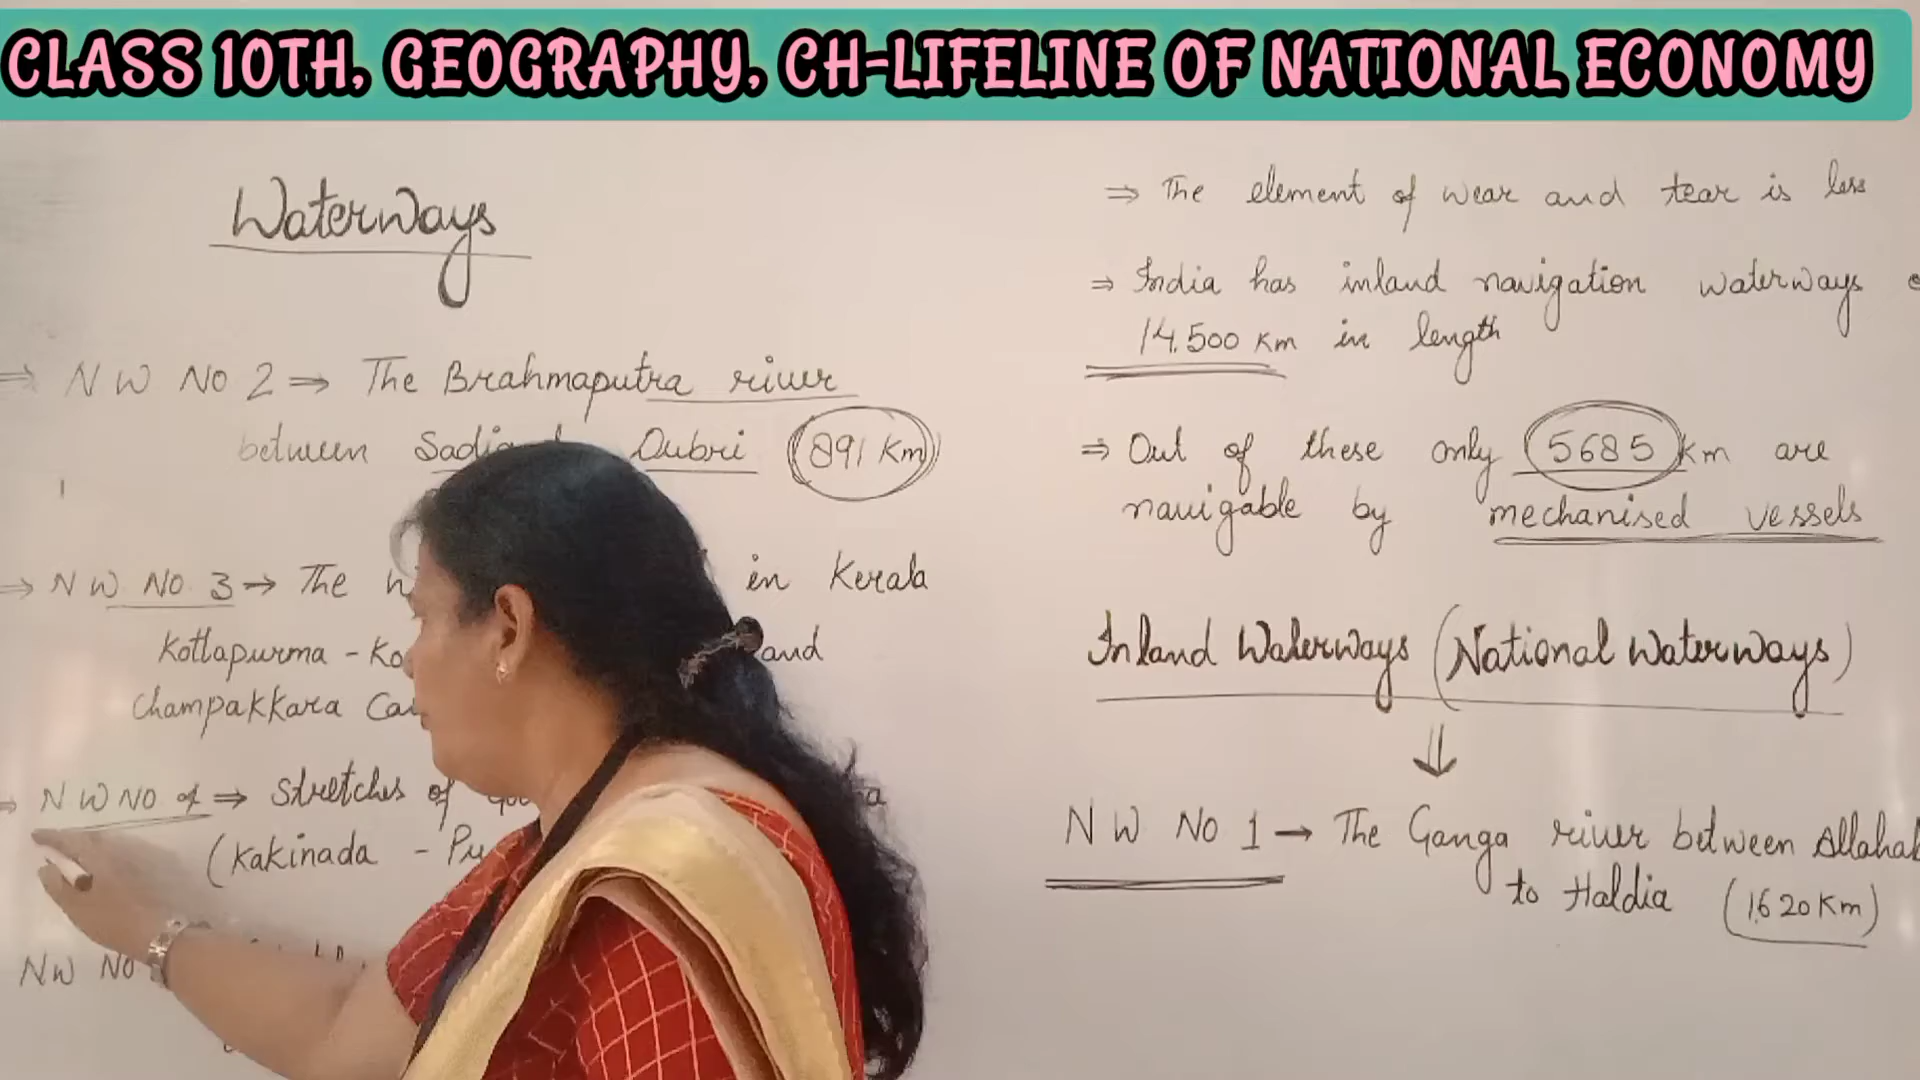 CLASS 10TH, GEOGRAPHY, CH-LIFELINE OF NATIONAL ECONOMY
Waterways
⇒ NW NO 2 ⇒ The Brahmaputra river
between Dubri 891 Km
⇒ NW NO. 3 → The in Kerala
Kottapurma - and
Champakkara
⇒ NW NO 4 ⇒ Stretches of
(Kakinada -
NW NO
⇒ The element of wear and tear is less
⇒ India has inland navigation waterways
14,500 Km in length
⇒ Out of these only 5685 km are
navigable by mechanised vessels
Inland Waterways (National Waterways)
↓
NW NO 1 → The Ganga river between Allahab
to Haldia (1620 Km)